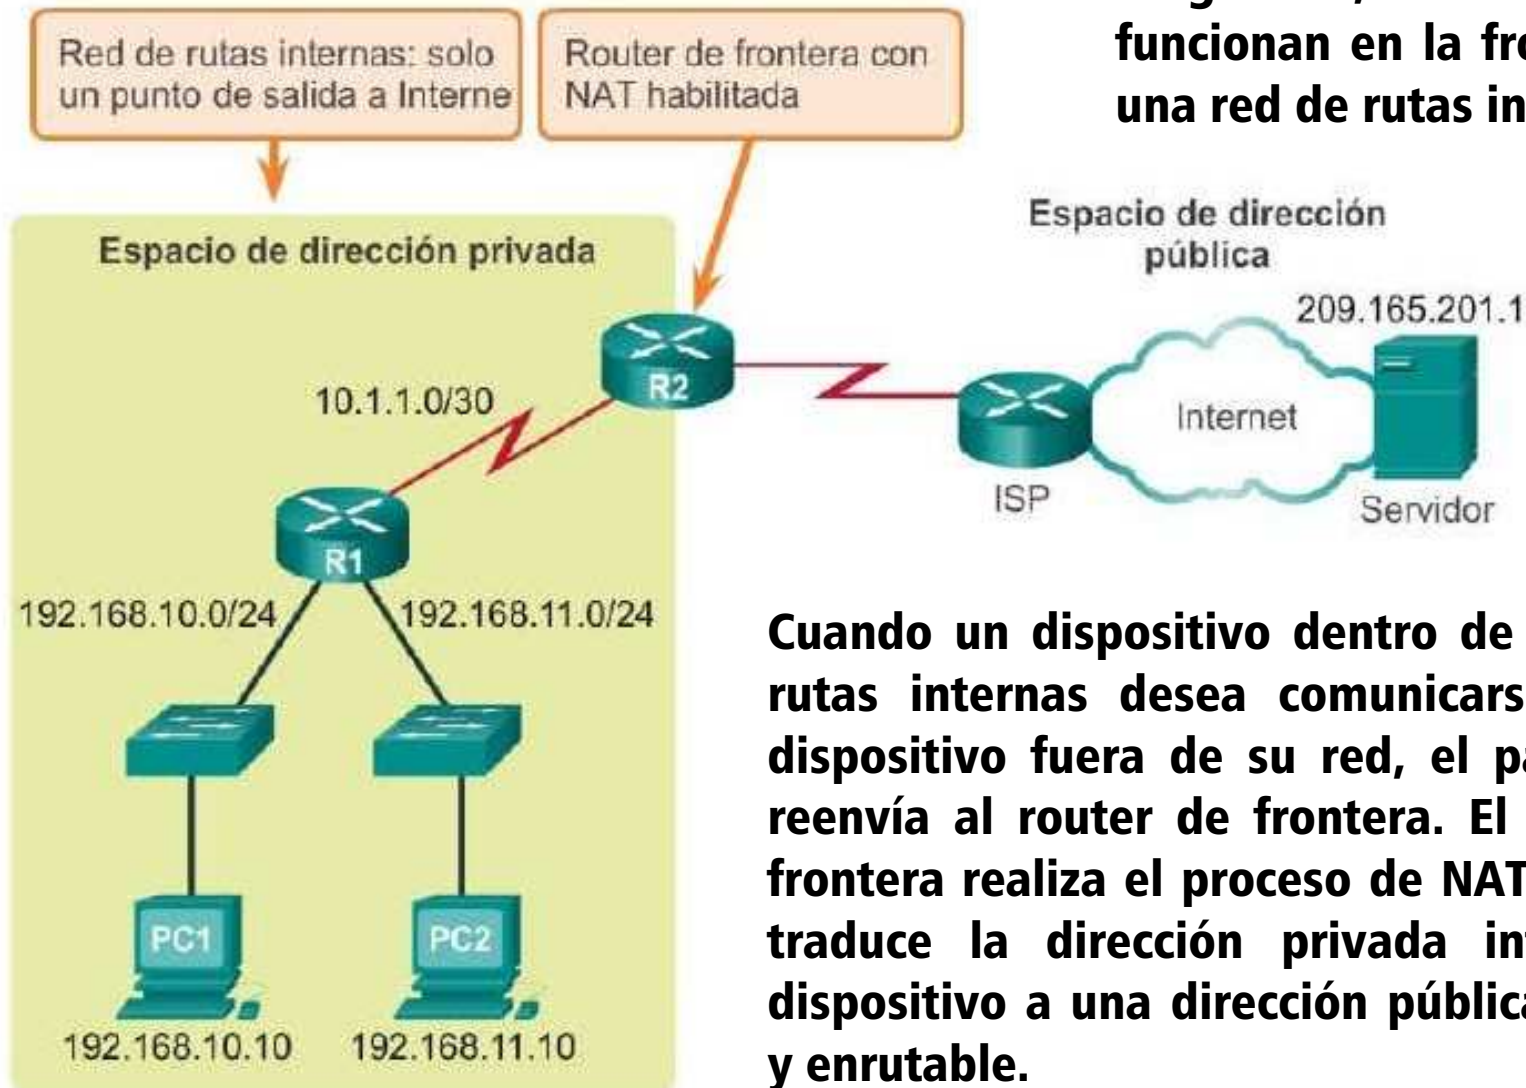 funcionan en la
una red de rutas
Red de rutas internas: solo
un punto de salida a Interne
Router de frontera con
NAT habilitada
Espacio de dirección privada
Espacio de dirección
pública
209.165.201.1
10.1.1.0/30
R2
Internet
ISP
Servidor
R1
192.168.10.0/24
192.168.11.0/24
Cuando un dispositivo dentro de
rutas internas desea
dispositivo fuera de su red, el
reenvía al router de frontera. El
frontera realiza el proceso de NAT
traduce la dirección privada
dispositivo a una dirección pública
y enrutable.
PC1
PC2
192.168.10.10
192.168.11.10